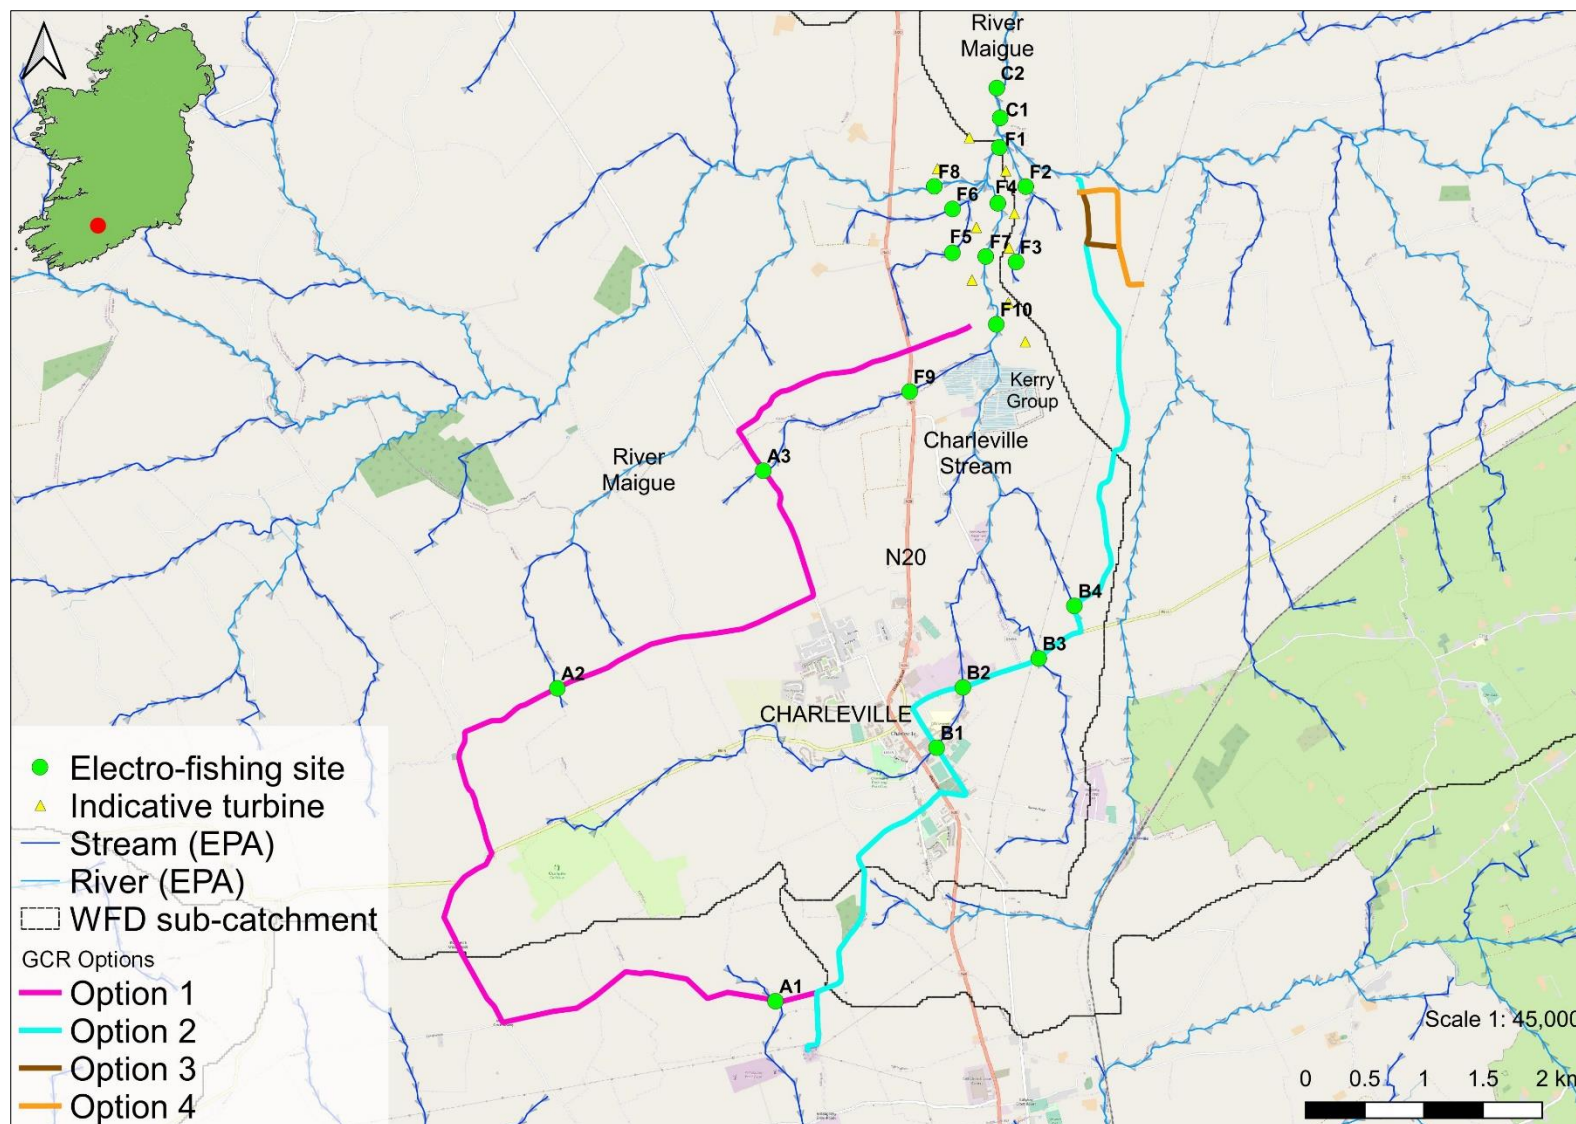 River
Maigue
C2
C1
F1
F8
F2
F6
F4
F5
F7
F3
F10
F9
Kerry
Group
Charleville
Stream
River
Maigue
A3
N20
B4
B3
A2
B2
CHARLEVILLE
B1
A1
Electro-fishing site
Indicative turbine
Stream (EPA)
River (EPA)
WFD sub-catchment
GCR Options
Option 1
Option 2
Option 3
Option 4
Scale 1: 45,000
0 0.5 1 1.5 2 km